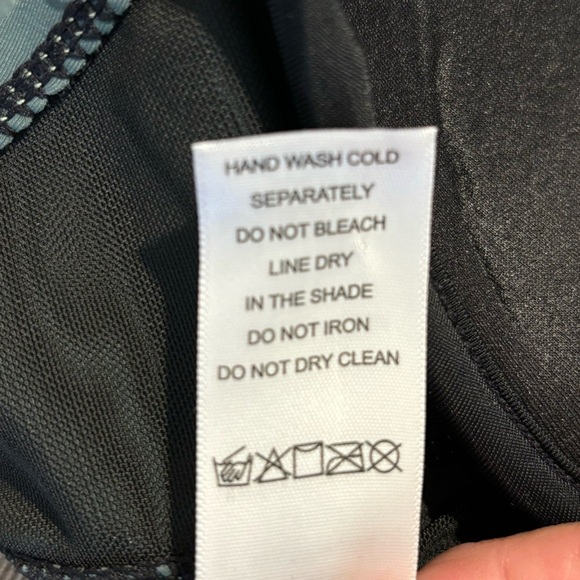 HAND WASH COLD
SEPARATELY
DO NOT BLEACH
LINE DRY
IN THE SHADE
DO NOT IRON
DO NOT DRY CLEAN